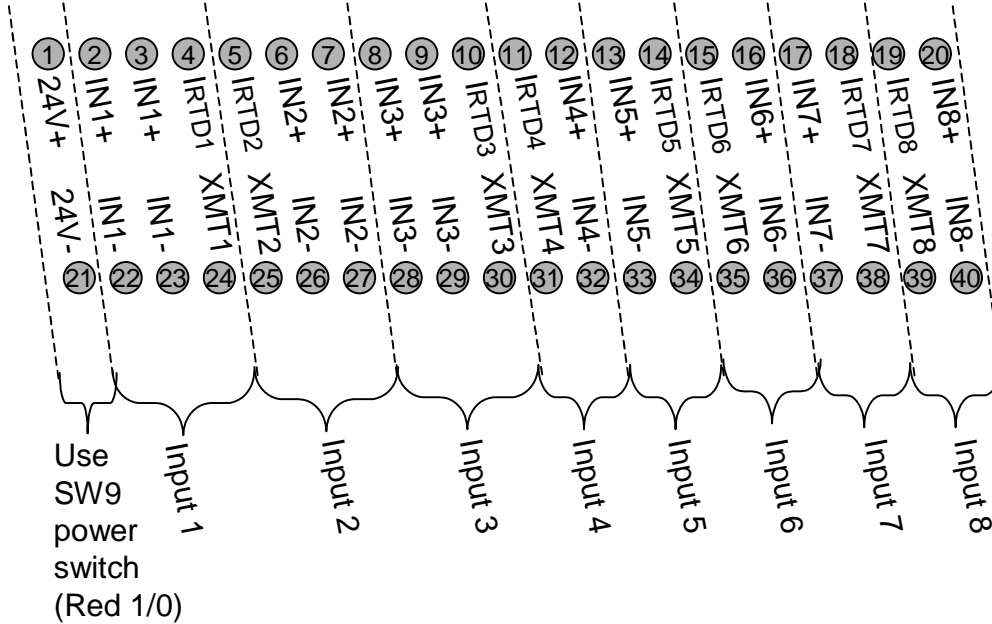 1 2 3 4 5 6 7 8 9 10 11 12 13 14 15 16 17 18 19 20
24V+ IN1+ IN1+ IRTD1 IRTD2 IN2+ IN2+ IN3+ IN3+ IRTD3 IRTD4 IN4+ IN5+ IRTD5 IRTD6 IN6+ IN7+ IRTD7 IRTD8 IN8+
24V- IN1- IN1- XMT1 XMT2 IN2- IN2- IN3- IN3- XMT3 XMT4 IN4- IN5- XMT5 XMT6 IN6- IN7- XMT7 XMT8 IN8-
21 22 23 24 25 26 27 28 29 30 31 32 33 34 35 36 37 38 39 40
Use
SW9
power
switch
(Red 1/0)
Input 1
Input 2
Input 3
Input 4
Input 5
Input 6
Input 7
Input 8